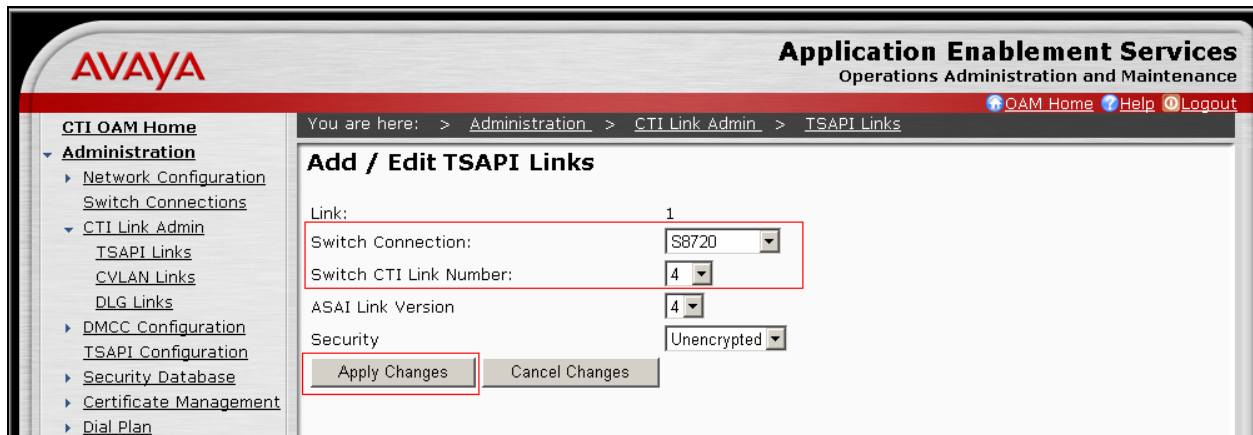 AVAYA
Application Enablement Services
Operations Administration and Maintenance
OAM Home Help Logout
CTI OAM Home
Administration
Network Configuration
Switch Connections
CTI Link Admin
TSAPI Links
CVLAN Links
DLG Links
DMCC Configuration
TSAPI Configuration
Security Database
Certificate Management
Dial Plan
You are here: > Administration > CTI Link Admin > TSAPI Links
Add / Edit TSAPI Links
Link: 1
Switch Connection: S8720
Switch CTI Link Number: 4
ASAI Link Version 4
Security Unencrypted
Apply Changes Cancel Changes